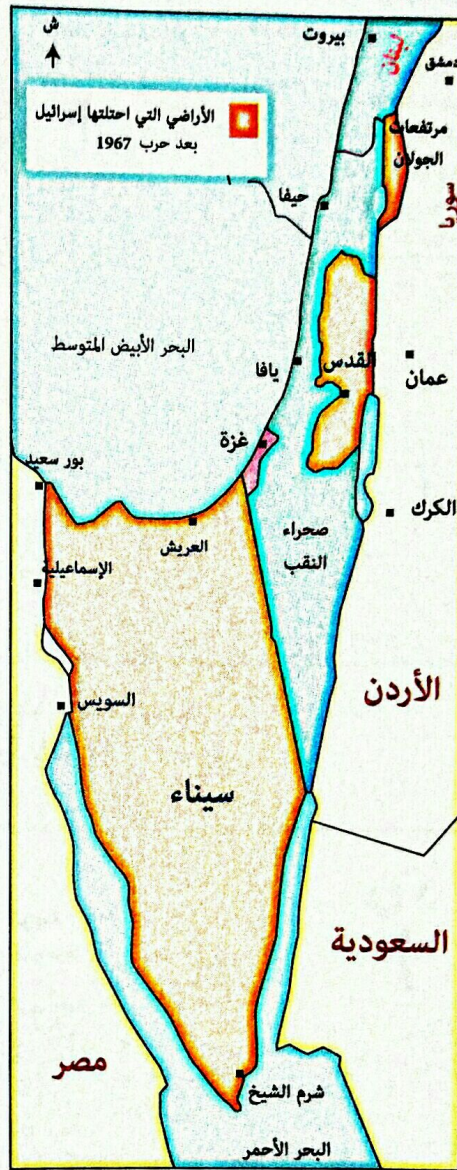 ش
بيروت
لبنان
دمشق
الأراضي التي احتلتها إسرائيل
بعد حرب 1967
مرتفعات
الجولان
سوريا
حيفا
البحر الأبيض المتوسط
يافا
القدس
عمان
غزة
بور سعيد
الكرك
العريش
صحراء
النقب
الإسماعيلية
الأردن
السويس
سيناء
السعودية
مصر
شرم الشيخ
البحر الأحمر